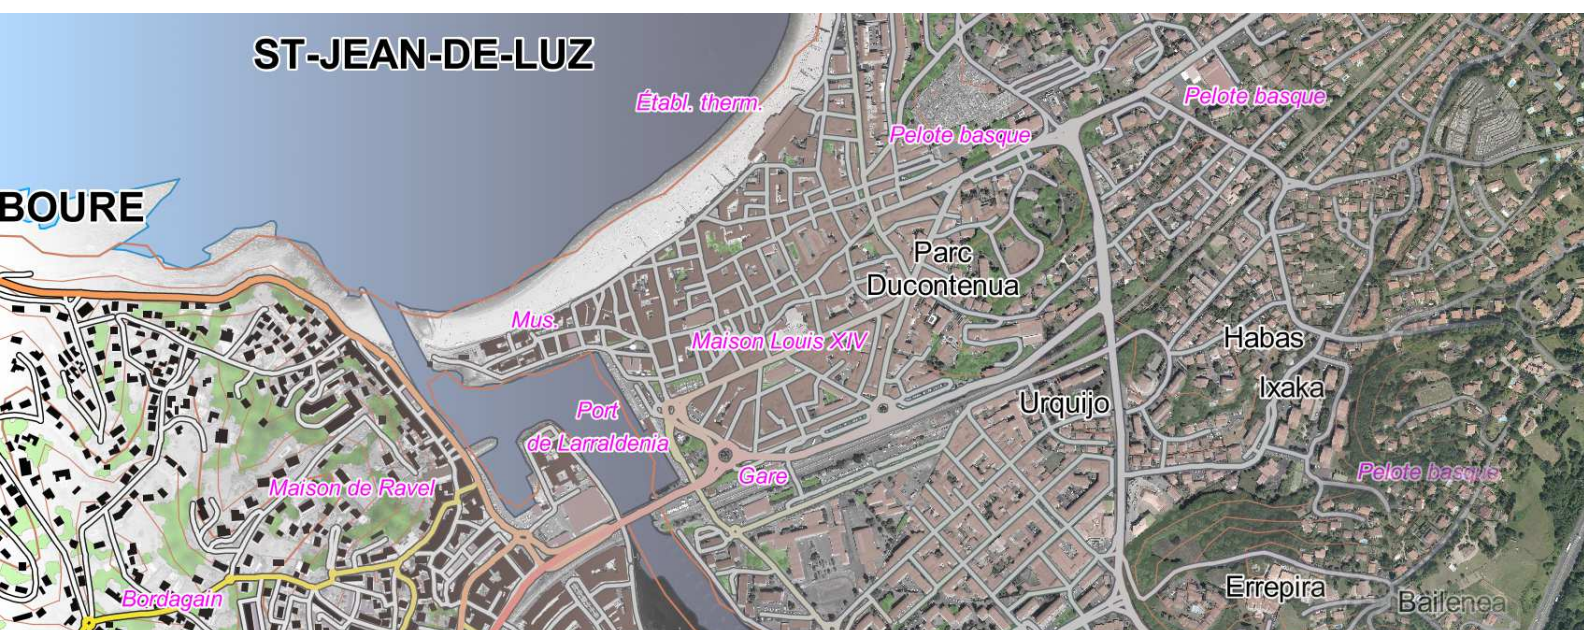 ST-JEAN-DE-LUZ
Établ. therm.
Pelote basque
Pelote basque
BOURE
Parc
Ducontenua
Mus.
Maison Louis XIV
Habas
Ixaka
Urquijo
Port
de Larraldenia
Gare
Pelote basque
Maison de Ravel
Bordagain
Errepira
Bailenea